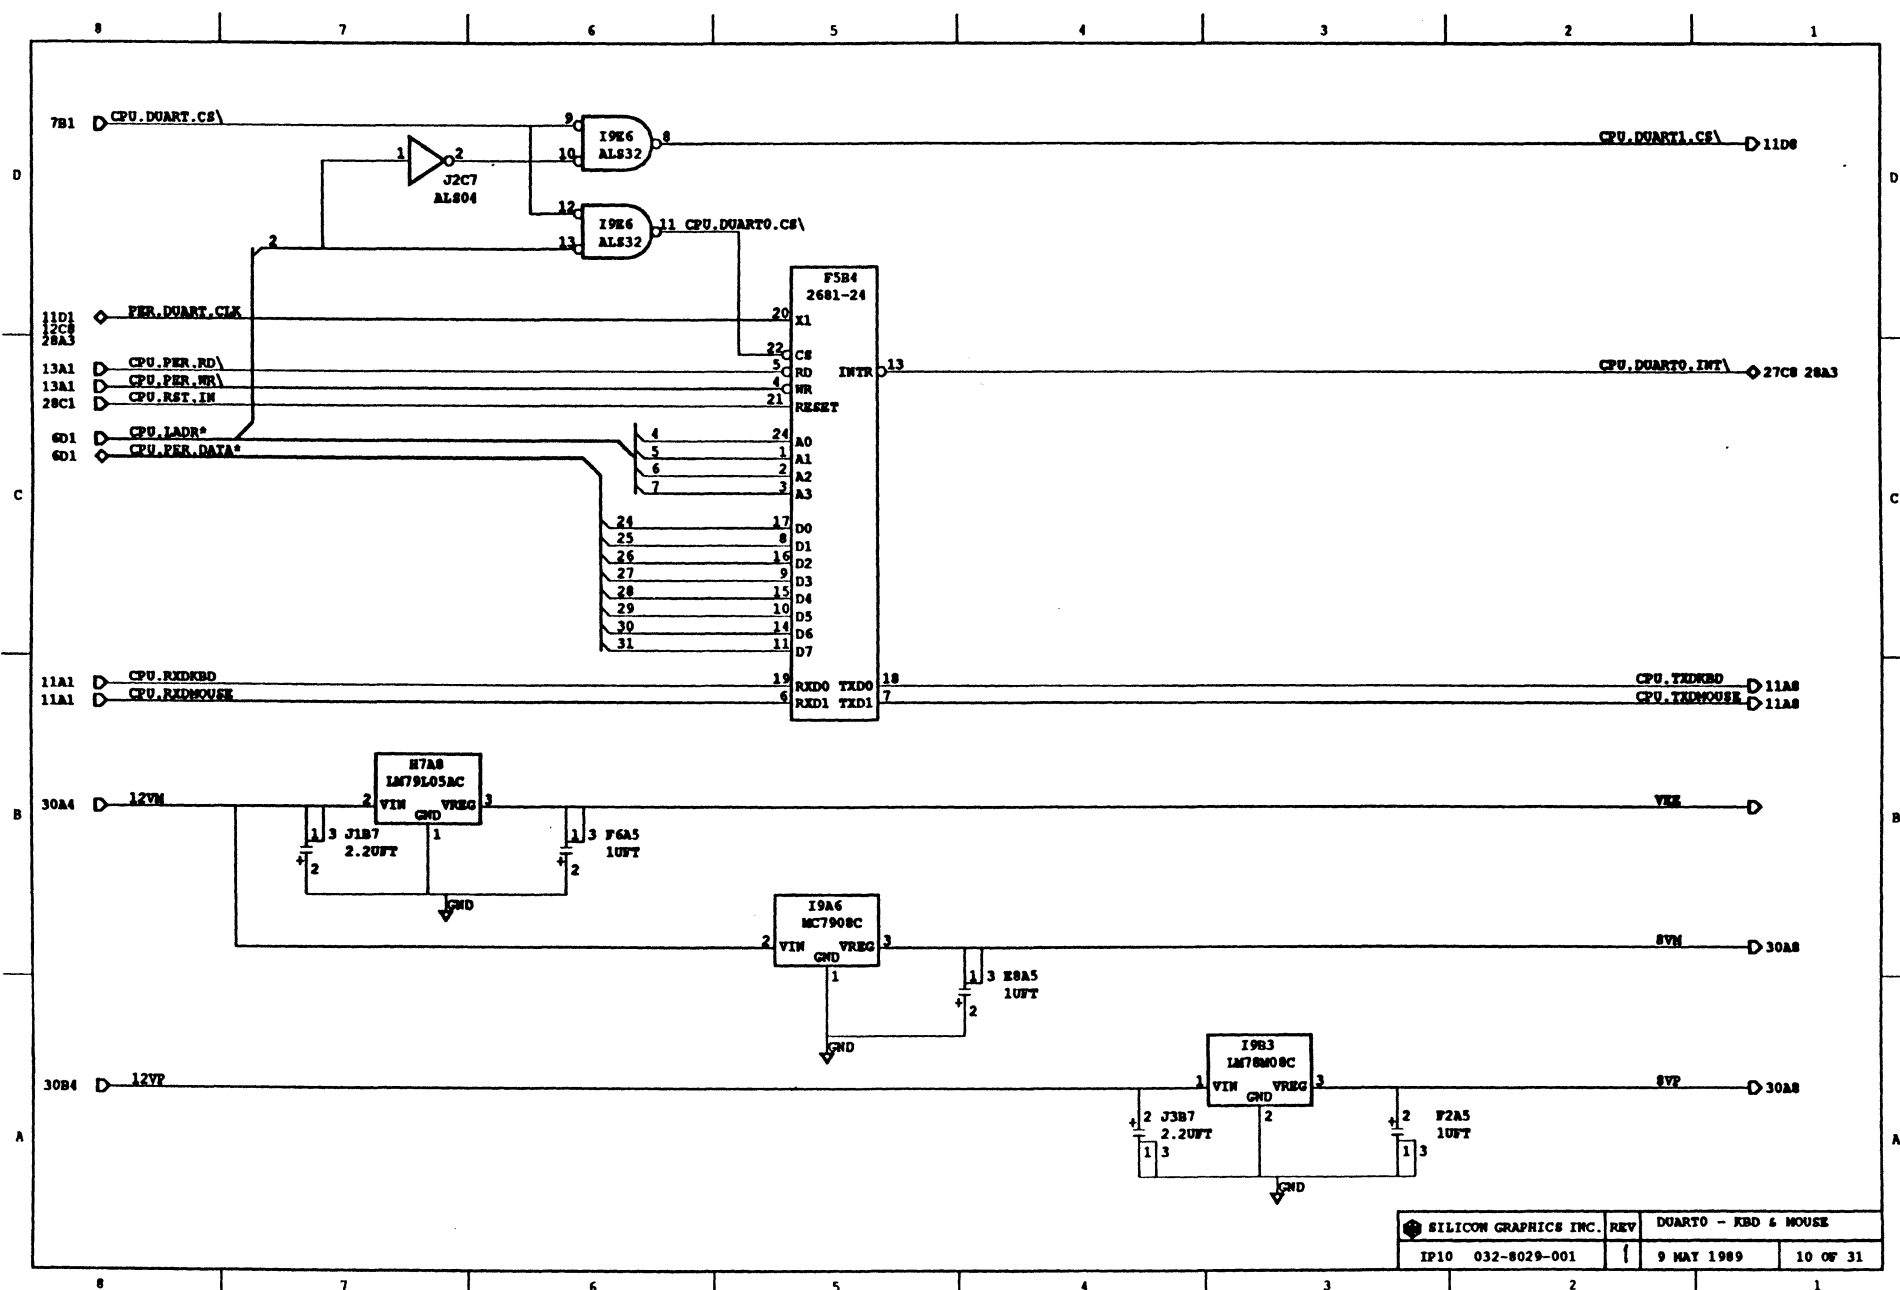 8 7 6 5 4 3 2 1
7B1 CPU.DUART.CS\
9 I9E6 8
10 ALS32
CPU.DUART1.CS\ 11D8
1 2
J2C7
ALS04
D D
12 I9E6 11 CPU.DUART0.CS\
13 ALS32
2
F5B4
2681-24
11D1 PER.DUART.CLK 20 X1
12C8
28A3
22 CS
13A1 CPU.PER.RD\ 5 RD INTR 13 CPU.DUART0.INT\ 27C8 28A3
13A1 CPU.PER.WR\ 4 WR
28C1 CPU.RST.IN 21 RESET
6D1 CPU.LADR*
6D1 CPU.PER.DATA*
4 24 A0
5 1 A1
6 2 A2
7 3 A3
C C
24 17 D0
25 8 D1
26 16 D2
27 9 D3
28 15 D4
29 10 D5
30 14 D6
31 11 D7
11A1 CPU.RXDKBD 19 RXD0 TXD0 18 CPU.TXDKBD 11A8
11A1 CPU.RXDMOUSE 6 RXD1 TXD1 7 CPU.TXDMOUSE 11A8
H7A8
LM79L05AC
30A4 12VM 2 VIN VREG 3 VEE
GND
1
B B
1 3 J1B7
2.2UFT
+ 2
1 3 F6A5
1UFT
+ 2
GND
I9A6
MC7908C
2 VIN VREG 3 8VM 30A8
GND
1
1 3 E8A5
1UFT
+ 2
GND
I9B3
LM78M08C
30B4 12VP 1 VIN VREG 3 8VP 30A8
GND
2
+ 2 J3B7
2.2UFT
1 3
+ 2 F2A5
1UFT
1 3
A A
GND
SILICON GRAPHICS INC. REV DUART0 - KBD & MOUSE
IP10 032-8029-001 9 MAY 1989 10 OF 31
8 7 6 5 4 3 2 1